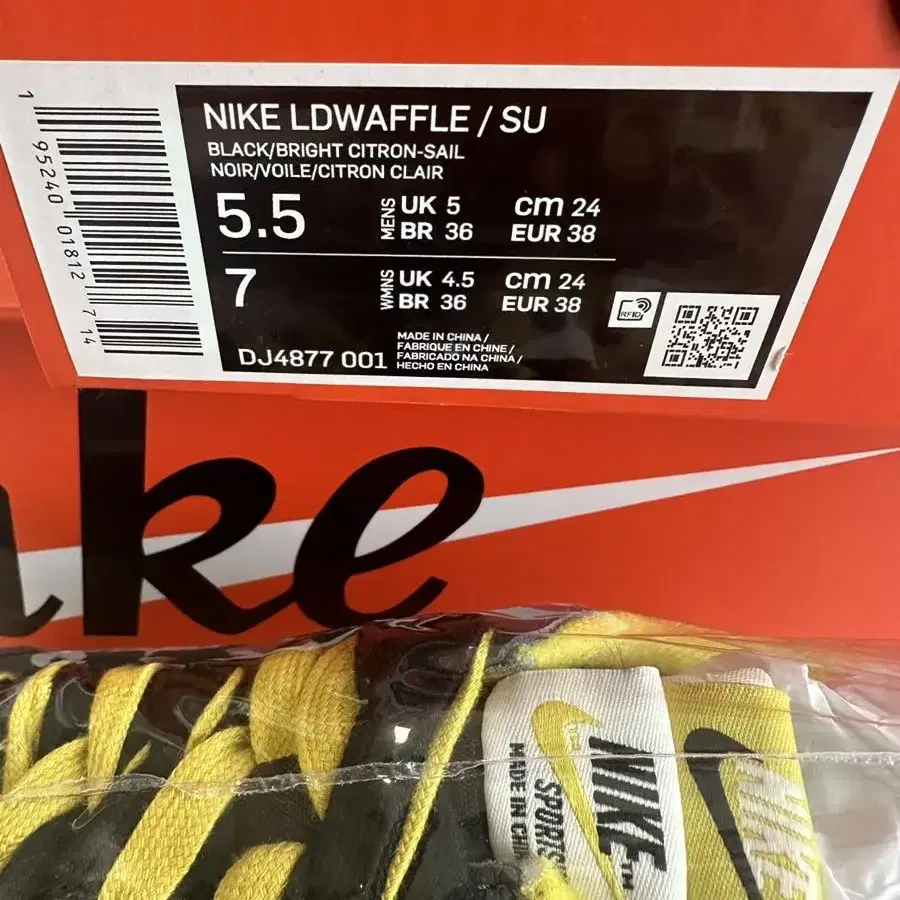 NIKE LDWAFFLE / SU
BLACK/BRIGHT CITRON-SAIL
NOIR/VOILE/CITRON CLAIR
5.5 MENS UK 5 cm 24
BR 36 EUR 38
7 WMNS UK 4.5 cm 24
BR 36 EUR 38
RFID
DJ4877 001
MADE IN CHINA /
FABRIQUE EN CHINE /
FABRICADO NA CHINA /
HECHO EN CHINA
1 95240 01812 7 14
ke
NIKE
SPORTS
MADE IN CHI
NIKE